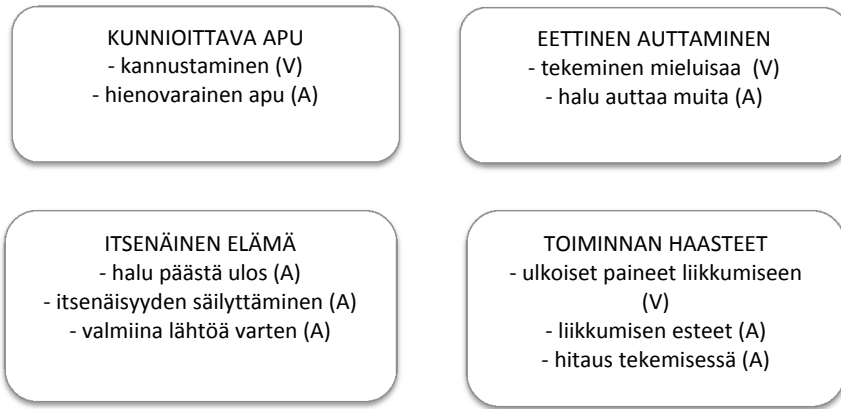 KUNNIOITTAVA APU
- kannustaminen (V)
- hienovarainen apu (A)
EETTINEN AUTTAMINEN
- tekeminen mieluisaa (V)
- halu auttaa muita (A)
ITSENÄINEN ELÄMÄ
- halu päästä ulos (A)
- itsenäisyyden säilyttäminen (A)
- valmiina lähtöä varten (A)
TOIMINNAN HAASTEET
- ulkoiset paineet liikkumiseen
(V)
- liikkumisen esteet (A)
- hitaus tekemisessä (A)